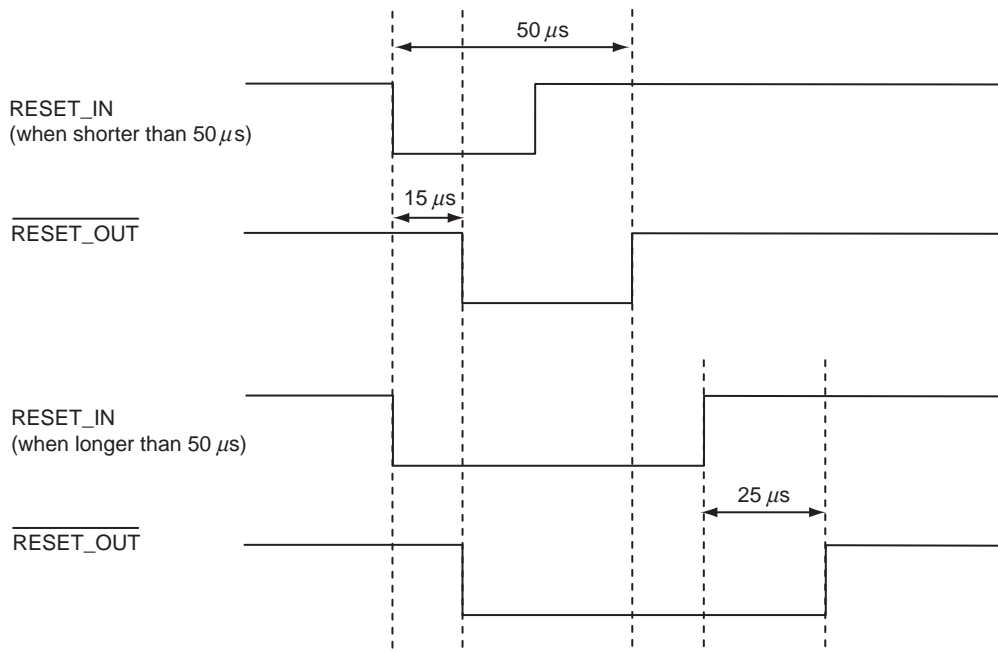 50 μs
RESET_IN
(when shorter than 50 μs)
15 μs
RESET_OUT
RESET_IN
(when longer than 50 μs)
25 μs
RESET_OUT